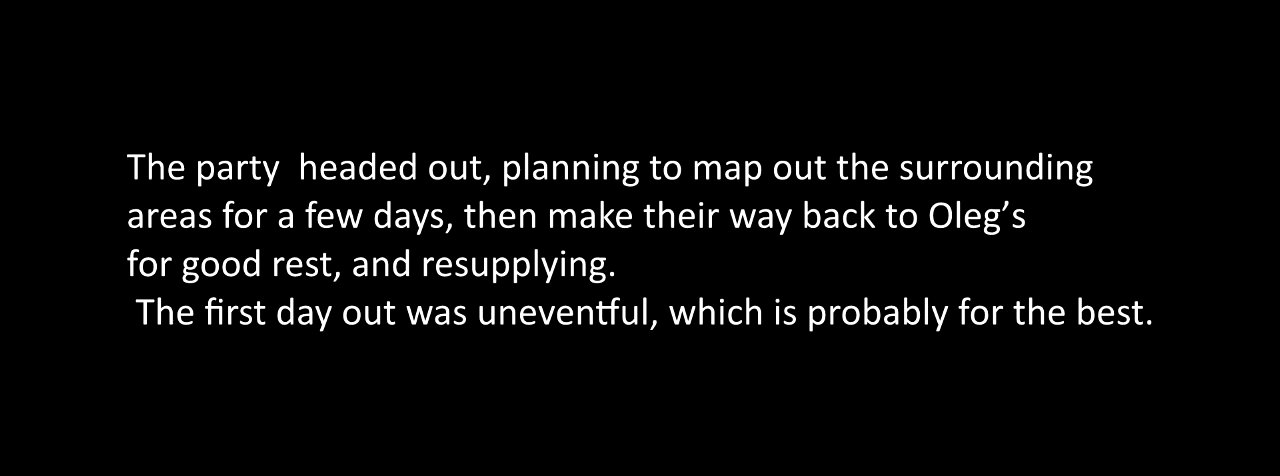 The party  headed out, planning to map out the surrounding
areas for a few days, then make their way back to Oleg’s
for good rest, and resupplying.
 The first day out was uneventful, which is probably for the best.